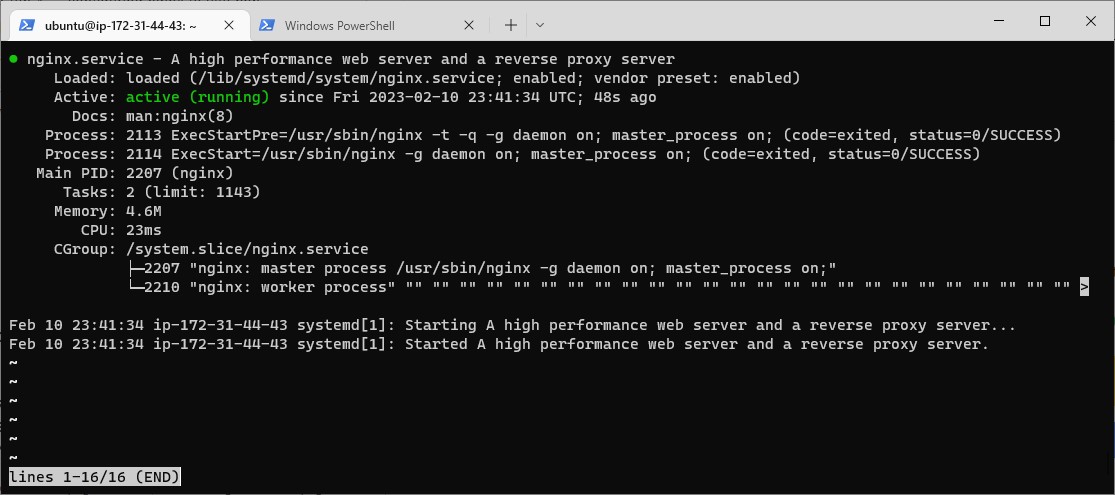 ubuntu@ip-172-31-44-43: ~
Windows PowerShell
● nginx.service - A high performance web server and a reverse proxy server
     Loaded: loaded (/lib/systemd/system/nginx.service; enabled; vendor preset: enabled)
     Active: active (running) since Fri 2023-02-10 23:41:34 UTC; 48s ago
       Docs: man:nginx(8)
    Process: 2113 ExecStartPre=/usr/sbin/nginx -t -q -g daemon on; master_process on; (code=exited, status=0/SUCCESS)
    Process: 2114 ExecStart=/usr/sbin/nginx -g daemon on; master_process on; (code=exited, status=0/SUCCESS)
   Main PID: 2207 (nginx)
      Tasks: 2 (limit: 1143)
     Memory: 4.6M
        CPU: 23ms
     CGroup: /system.slice/nginx.service
             ├─2207 "nginx: master process /usr/sbin/nginx -g daemon on; master_process on;"
             └─2210 "nginx: worker process" "" "" "" "" "" "" "" "" "" "" "" "" "" "" "" "" "" "" "" "" "" "" "" "" "" >
Feb 10 23:41:34 ip-172-31-44-43 systemd[1]: Starting A high performance web server and a reverse proxy server...
Feb 10 23:41:34 ip-172-31-44-43 systemd[1]: Started A high performance web server and a reverse proxy server.
~
~
~
~
~
~
lines 1-16/16 (END)